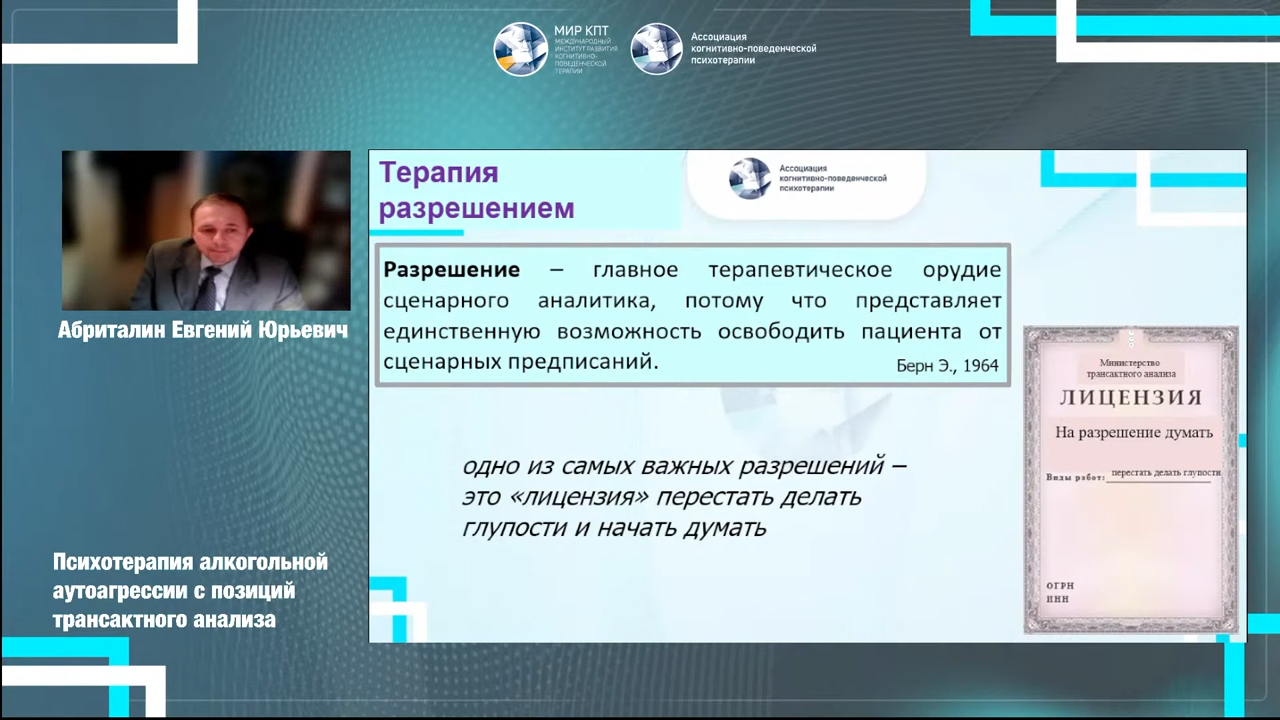 МИР КПТ
МЕЖДУНАРОДНЫЙ
ИНСТИТУТ РАЗВИТИЯ
КОГНИТИВНО-
ПОВЕДЕНЧЕСКОЙ
ТЕРАПИИ
Ассоциация
когнитивно-поведенческой
психотерапии
Абриталин Евгений Юрьевич
Психотерапия алкогольной
аутоагрессии с позиций
трансактного анализа
Терапия
разрешением
Ассоциация
когнитивно-поведенческой
психотерапии
Разрешение – главное терапевтическое орудие
сценарного аналитика, потому что представляет
единственную возможность освободить пациента от
сценарных предписаний.
Берн Э., 1964
одно из самых важных разрешений –
это «лицензия» перестать делать
глупости и начать думать
Министерство
трансактного анализа
ЛИЦЕНЗИЯ
На разрешение думать
Виды работ: перестать делать глупости
ОГРН
ИНН